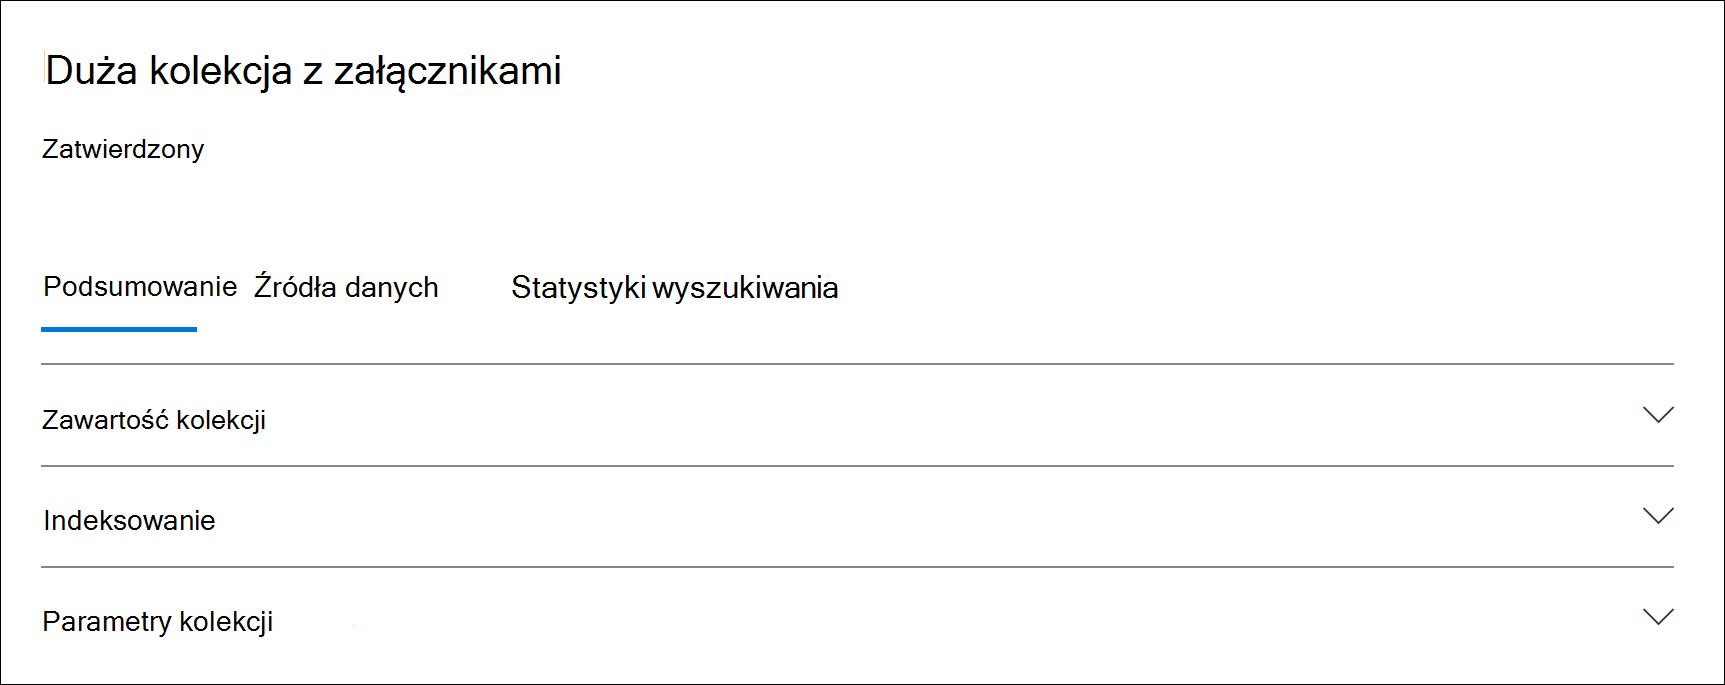 Duża kolekcja z załącznikami
Zatwierdzony
Podsumowanie Źródła danych Statystyki wyszukiwania
Zawartość kolekcji
Indeksowanie
Parametry kolekcji